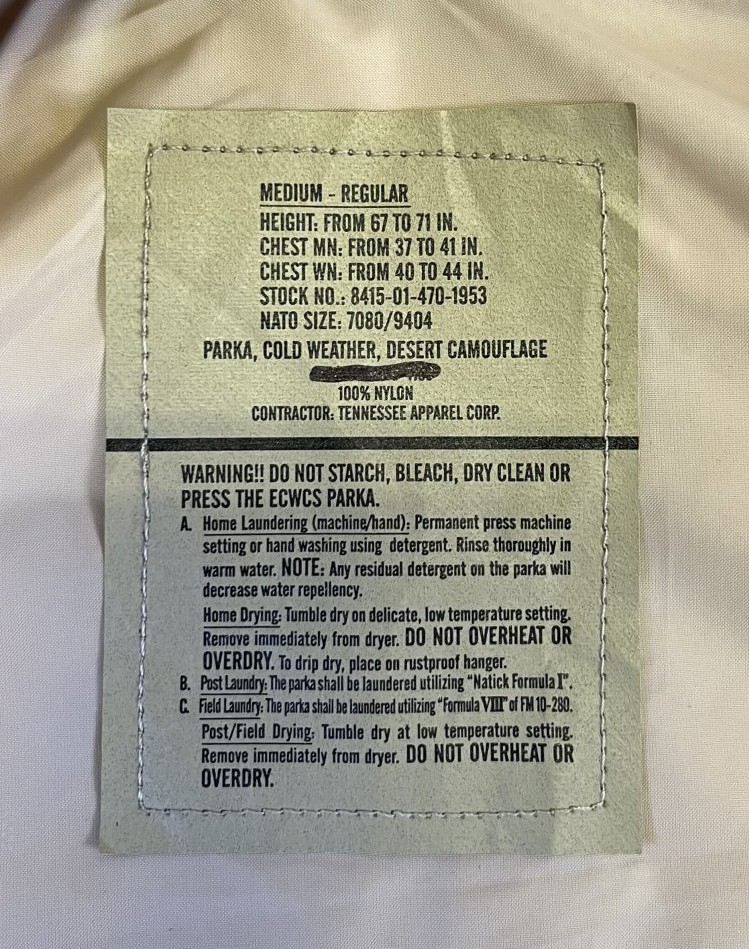 MEDIUM - REGULAR
HEIGHT: FROM 67 TO 71 IN.
CHEST MN: FROM 37 TO 41 IN.
CHEST WN: FROM 40 TO 44 IN.
STOCK NO.: 8415-01-470-1953
NATO SIZE: 7080/9404
PARKA, COLD WEATHER, DESERT CAMOUFLAGE
100% NYLON
CONTRACTOR: TENNESSEE APPAREL CORP.
WARNING!! DO NOT STARCH, BLEACH, DRY CLEAN OR
PRESS THE ECWCS PARKA.
A. Home Laundering (machine/hand): Permanent press machine
setting or hand washing using detergent. Rinse thoroughly in
warm water. NOTE: Any residual detergent on the parka will
decrease water repellency.
Home Drying: Tumble dry on delicate, low temperature setting.
Remove immediately from dryer. DO NOT OVERHEAT OR
OVERDRY. To drip dry, place on rustproof hanger.
B. Post Laundry: The parka shall be laundered utilizing "Natick Formula I".
C. Field Laundry: The parka shall be laundered utilizing "Formula VIII" of FM 10-280.
Post/Field Drying: Tumble dry at low temperature setting.
Remove immediately from dryer. DO NOT OVERHEAT OR
OVERDRY.